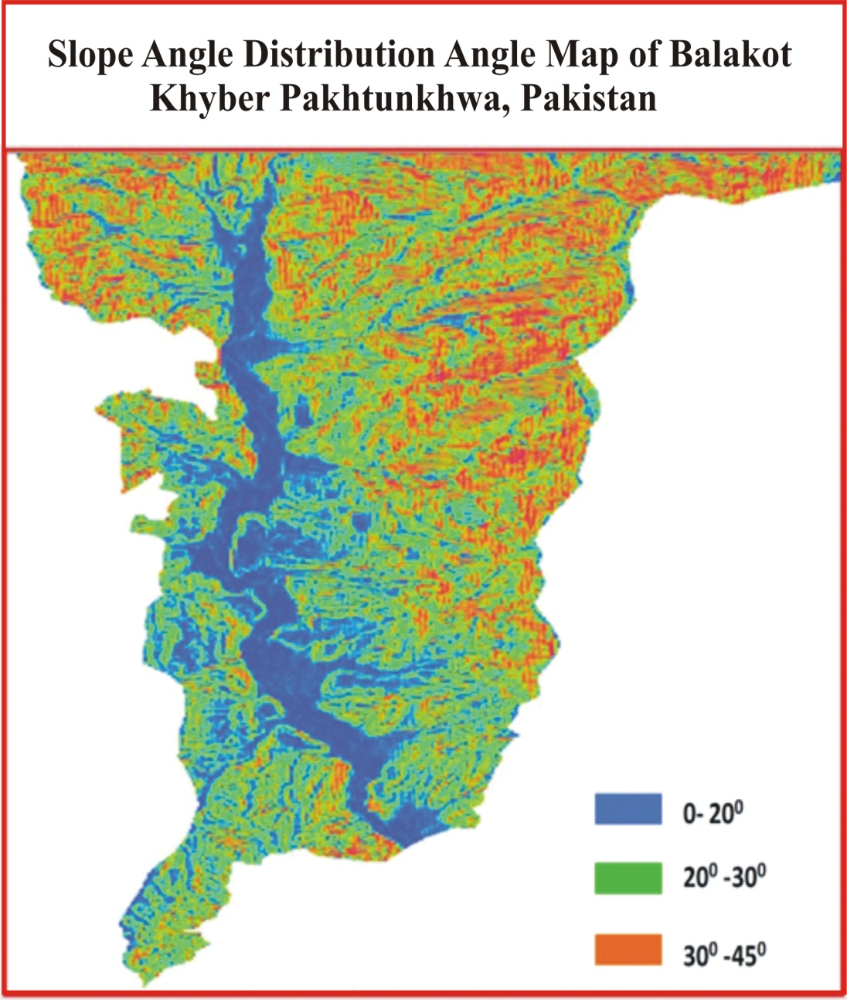 Slope Angle Distribution Angle Map of Balakot
Khyber Pakhtunkhwa, Pakistan
0- 20⁰
20⁰ -30⁰
30⁰ -45⁰